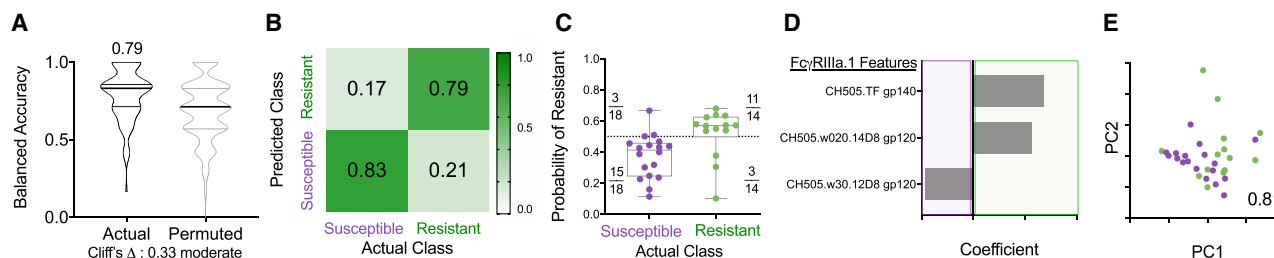 A
0.79
Balanced Accuracy
1.0
0.5
0.0
Actual Permuted
Cliff's Δ : 0.33 moderate
B
Predicted Class
Resistant
Susceptible
0.17 0.79
0.83 0.21
Susceptible Resistant
Actual Class
1.0
0.5
0.0
C
Probability of Resistant
1.0
0.8
0.6
0.4
0.2
0.0
3/18
11/14
15/18
3/14
Susceptible Resistant
Actual Class
D
FcγRIIIa.1 Features
CH505.TF gp140
CH505.w020.14D8 gp120
CH505.w30.12D8 gp120
Coefficient
E
PC2
0.8
PC1